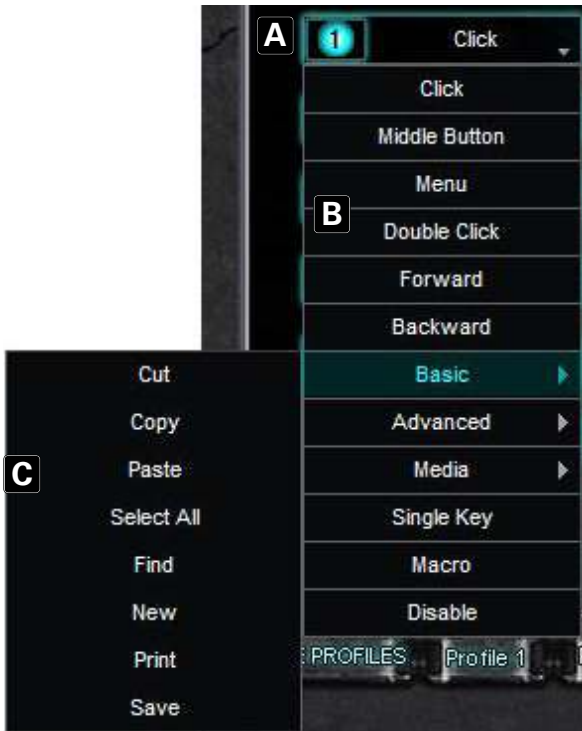 A 1 Click
Click
Middle Button
Menu
B
Double Click
Forward
Backward
Basic
Advanced
Media
Single Key
Macro
Disable
C
Cut
Copy
Paste
Select All
Find
New
Print
Save
PROFILES Profile 1